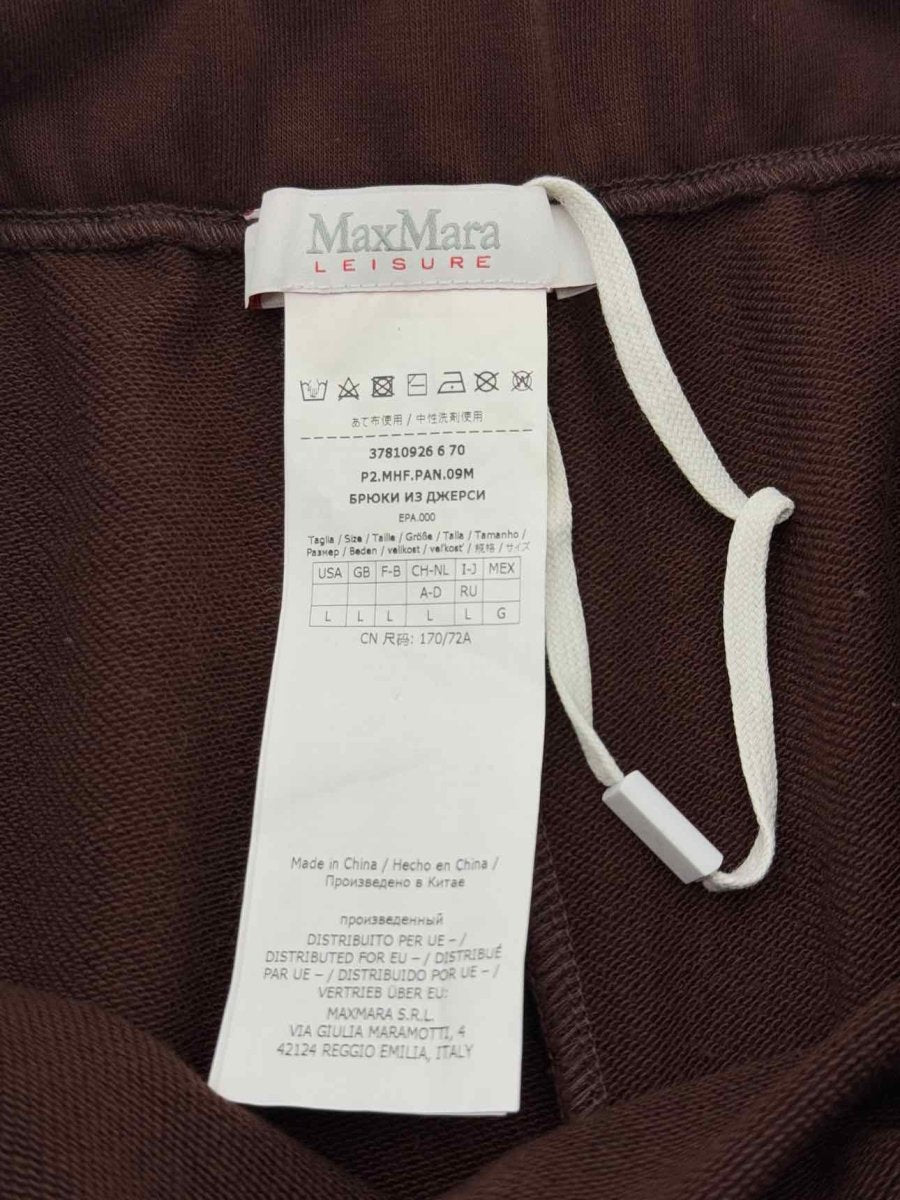 MaxMara
LEISURE
あて布使用 / 中性洗剤使用
37810926 6 70
P2.MHF.PAN.09M
БРЮКИ ИЗ ДЖЕРСИ
EPA.000
Taglia / Size / Taille / Größe / Talla / Tamanho /
Размер / Beden / velikost / veľkosť / 規格 / サイズ
USA GB F-B CH-NL I-J MEX
A-D RU
L L L L L G
CN 尺码: 170/72A
Made in China / Hecho en China /
Произведено в Китае
произведенный
DISTRIBUITO PER UE – /
DISTRIBUTED FOR EU – / DISTRIBUÉ
PAR UE – / DISTRIBUIDO POR UE – /
VERTRIEB ÜBER EU:
MAXMARA S.R.L.
VIA GIULIA MARAMOTTI, 4
42124 REGGIO EMILIA, ITALY